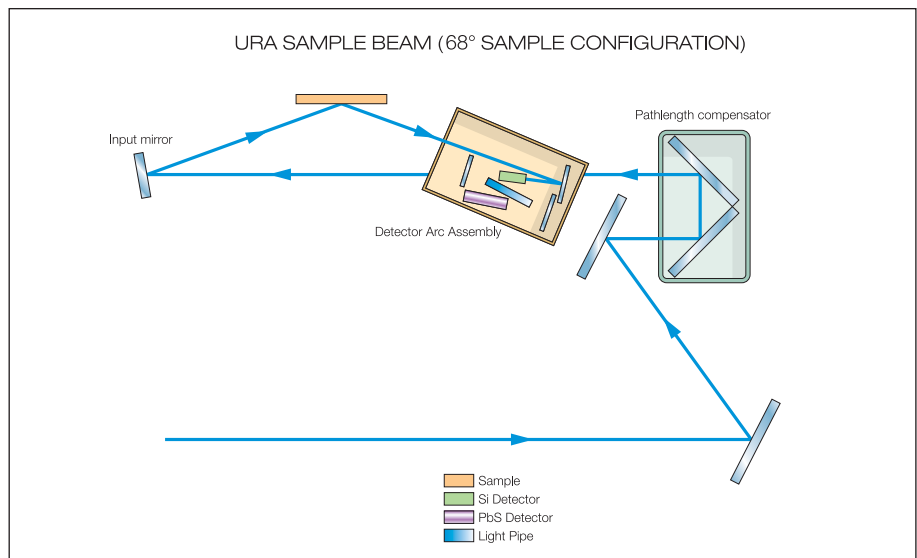 URA SAMPLE BEAM (68° SAMPLE CONFIGURATION)
Pathlength compensator
Input mirror
Detector Arc Assembly
Sample
Si Detector
PbS Detector
Light Pipe